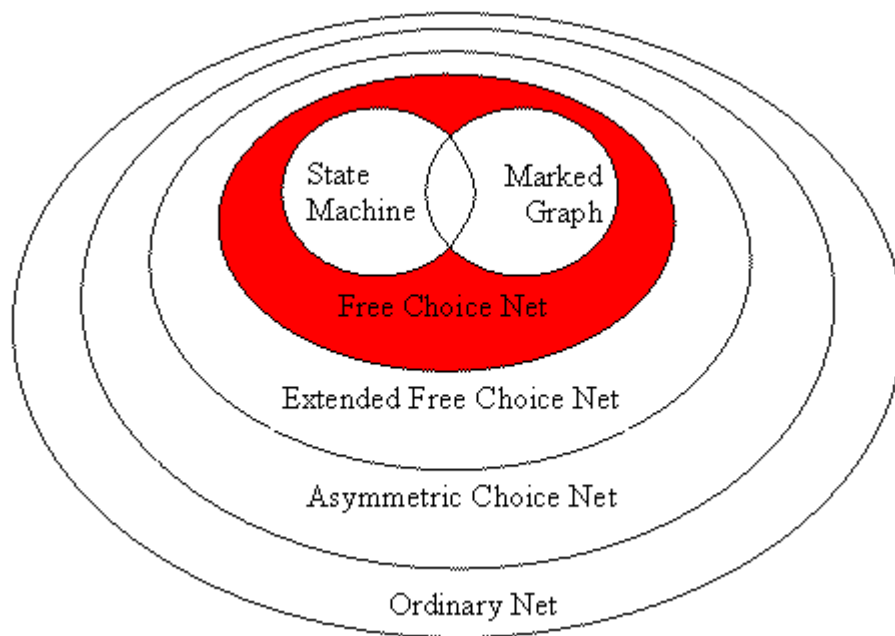 State
Machine
Marked
Graph
Free Choice Net
Extended Free Choice Net
Asymmetric Choice Net
Ordinary Net